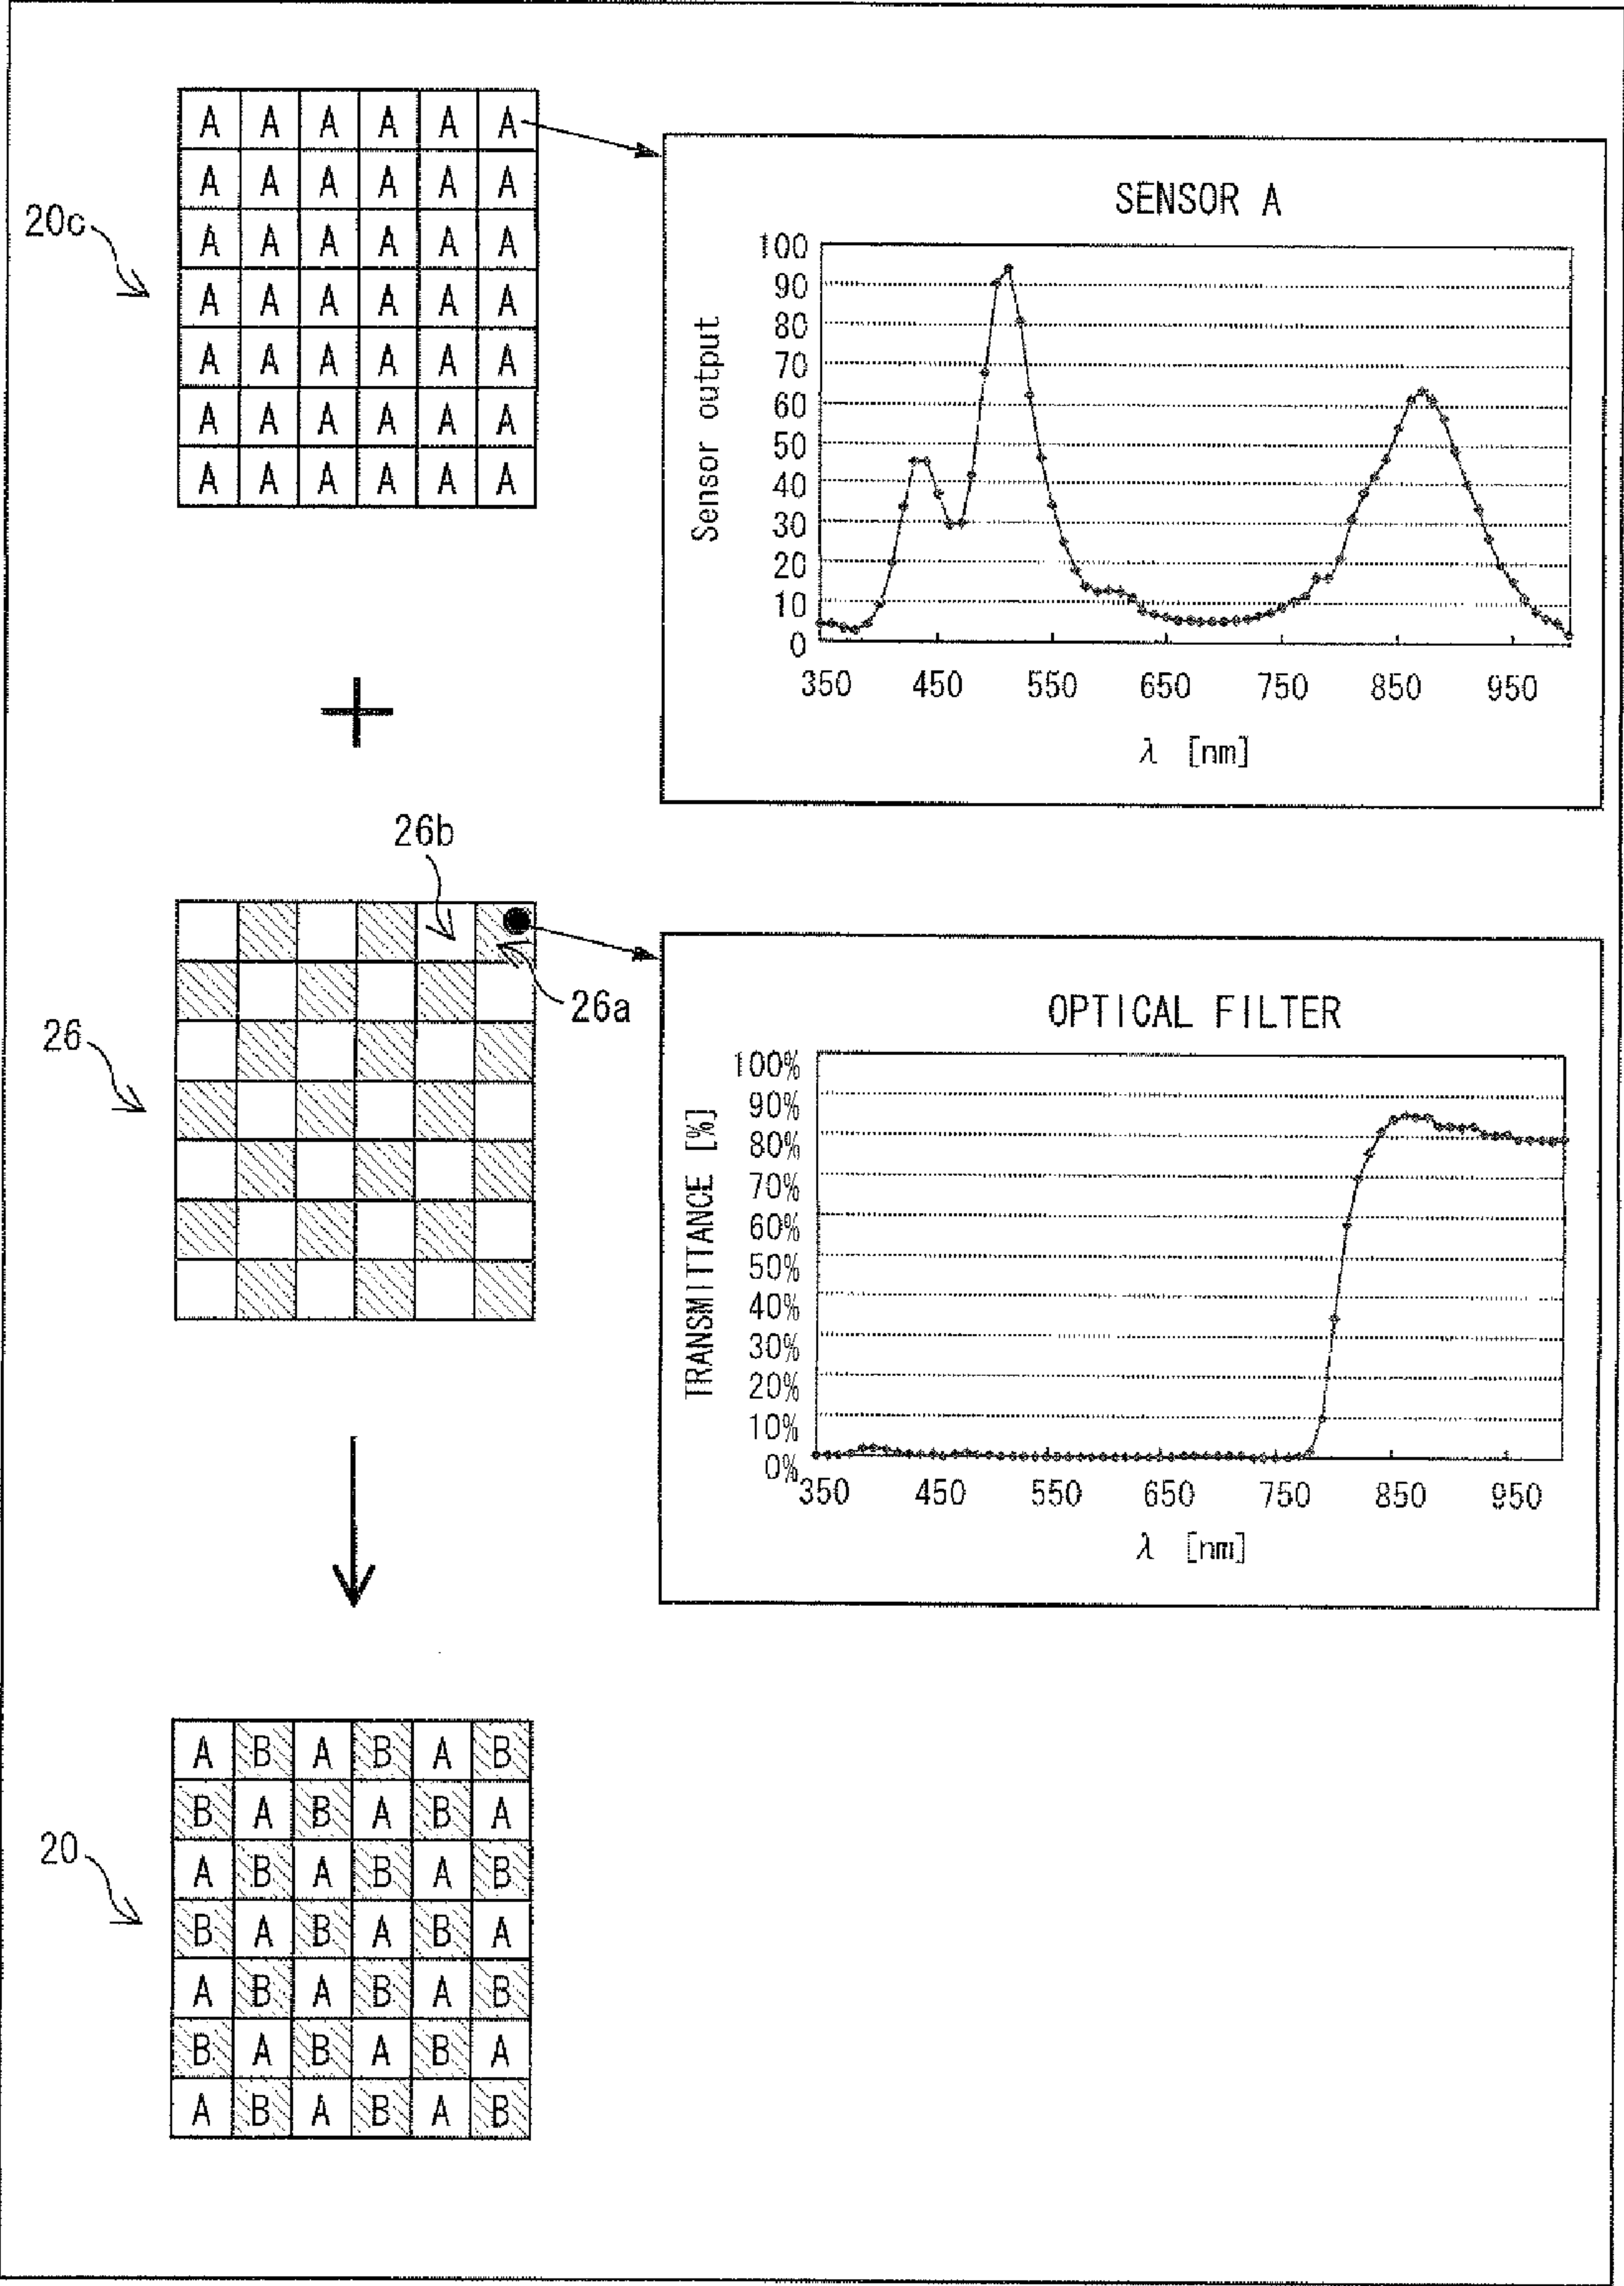 A A A A A A
A A A A A A
A A A A A A
A A A A A A
A A A A A A
A A A A A A
A A A A A A
20c
SENSOR A
Sensor output
100
90
80
70
60
50
40
30
20
10
0
350 450 550 650 750 850 950
λ [nm]
+
26b
26a
26
OPTICAL FILTER
TRANSMITTANCE [%]
100%
90%
80%
70%
60%
50%
40%
30%
20%
10%
0%
350 450 550 650 750 850 950
λ [nm]
20
A B A B A B
B A B A B A
A B A B A B
B A B A B A
A B A B A B
B A B A B A
A B A B A B